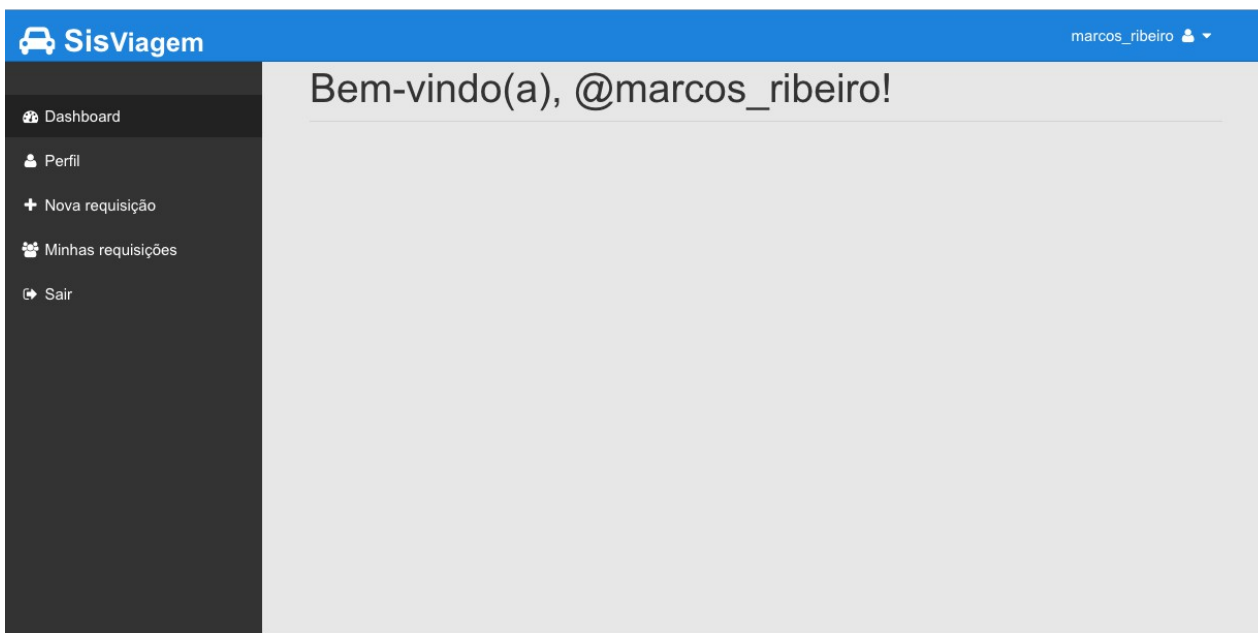 SisViagem
marcos_ribeiro
Bem-vindo(a), @marcos_ribeiro!
Dashboard
Perfil
Nova requisição
Minhas requisições
Sair